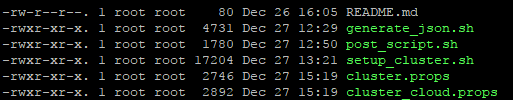 -rw-r--r--. 1 root root    80 Dec 26 16:05 README.md
-rwxr-xr-x. 1 root root  4731 Dec 27 12:29 generate_json.sh
-rwxr-xr-x. 1 root root  1780 Dec 27 12:50 post_script.sh
-rwxr-xr-x. 1 root root 17204 Dec 27 13:21 setup_cluster.sh
-rwxr-xr-x. 1 root root  2746 Dec 27 15:19 cluster.props
-rwxr-xr-x. 1 root root  2892 Dec 27 15:19 cluster_cloud.props